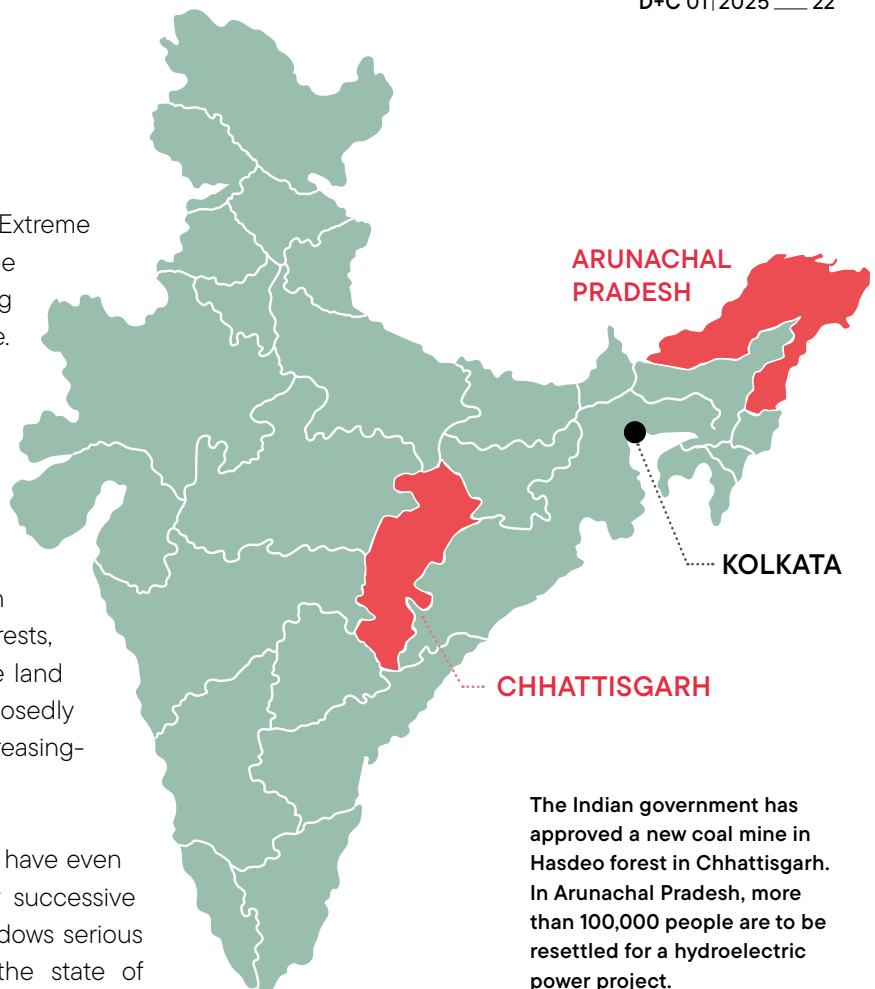 D+C 01|2025 ___ 22
Extreme
e
g
e.
ARUNACHAL
PRADESH
KOLKATA
n
rests,
e land
osedly
reasing-
CHHATTISGARH
The Indian government has
approved a new coal mine in
Hasdeo forest in Chhattisgarh.
In Arunachal Pradesh, more
than 100,000 people are to be
resettled for a hydroelectric
power project.
have even
successive
dows serious
the state of